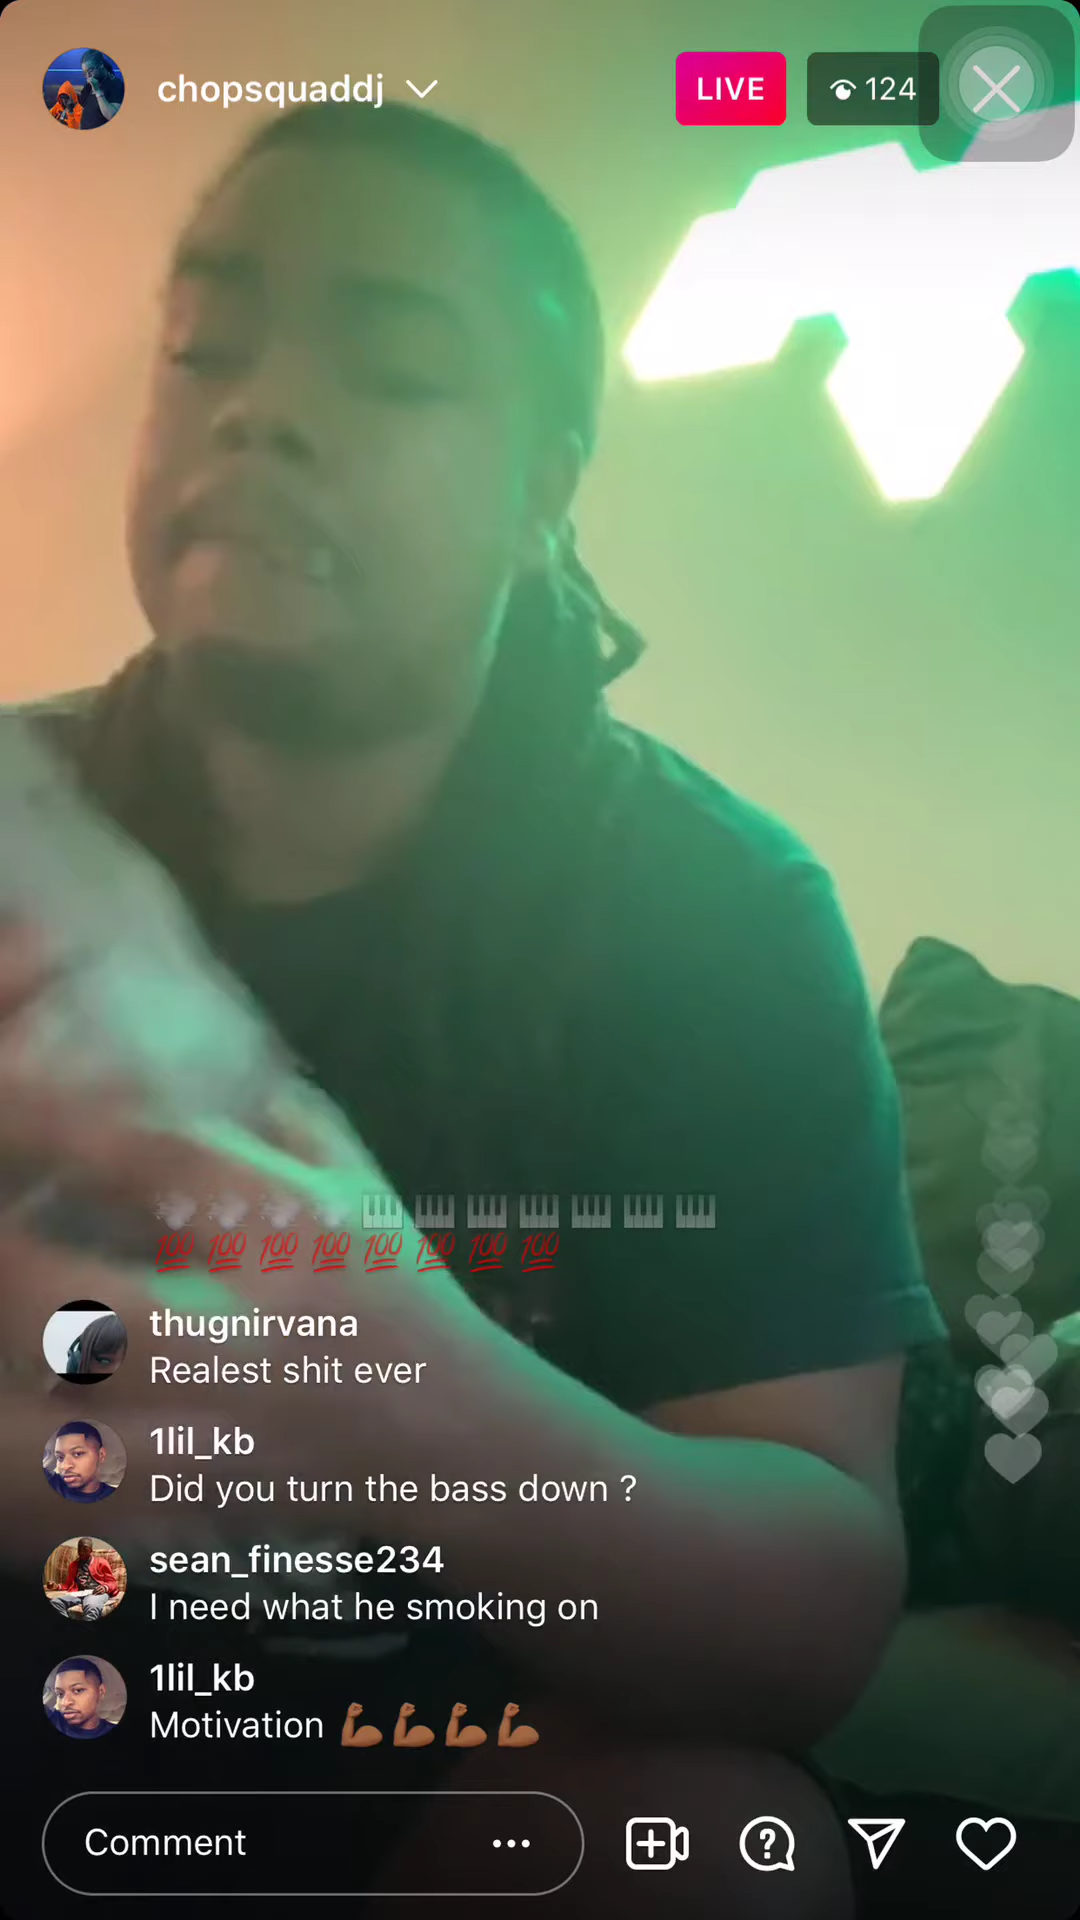 chopsquaddj
LIVE
124
💨💨💨💨🎹🎹🎹🎹🎹🎹🎹
💯💯💯💯💯💯💯💯
thugnirvana
Realest shit ever
1lil_kb
Did you turn the bass down ?
sean_finesse234
I need what he smoking on
1lil_kb
Motivation 💪🏾💪🏾💪🏾💪🏾
Comment